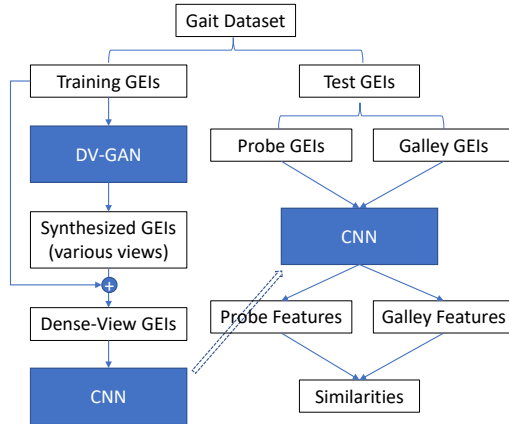 Gait Dataset
Training GEIs
Test GEIs
DV-GAN
Probe GEIs
Galley GEIs
Synthesized GEIs
(various views)
CNN
+
Dense-View GEIs
Probe Features
Galley Features
CNN
Similarities